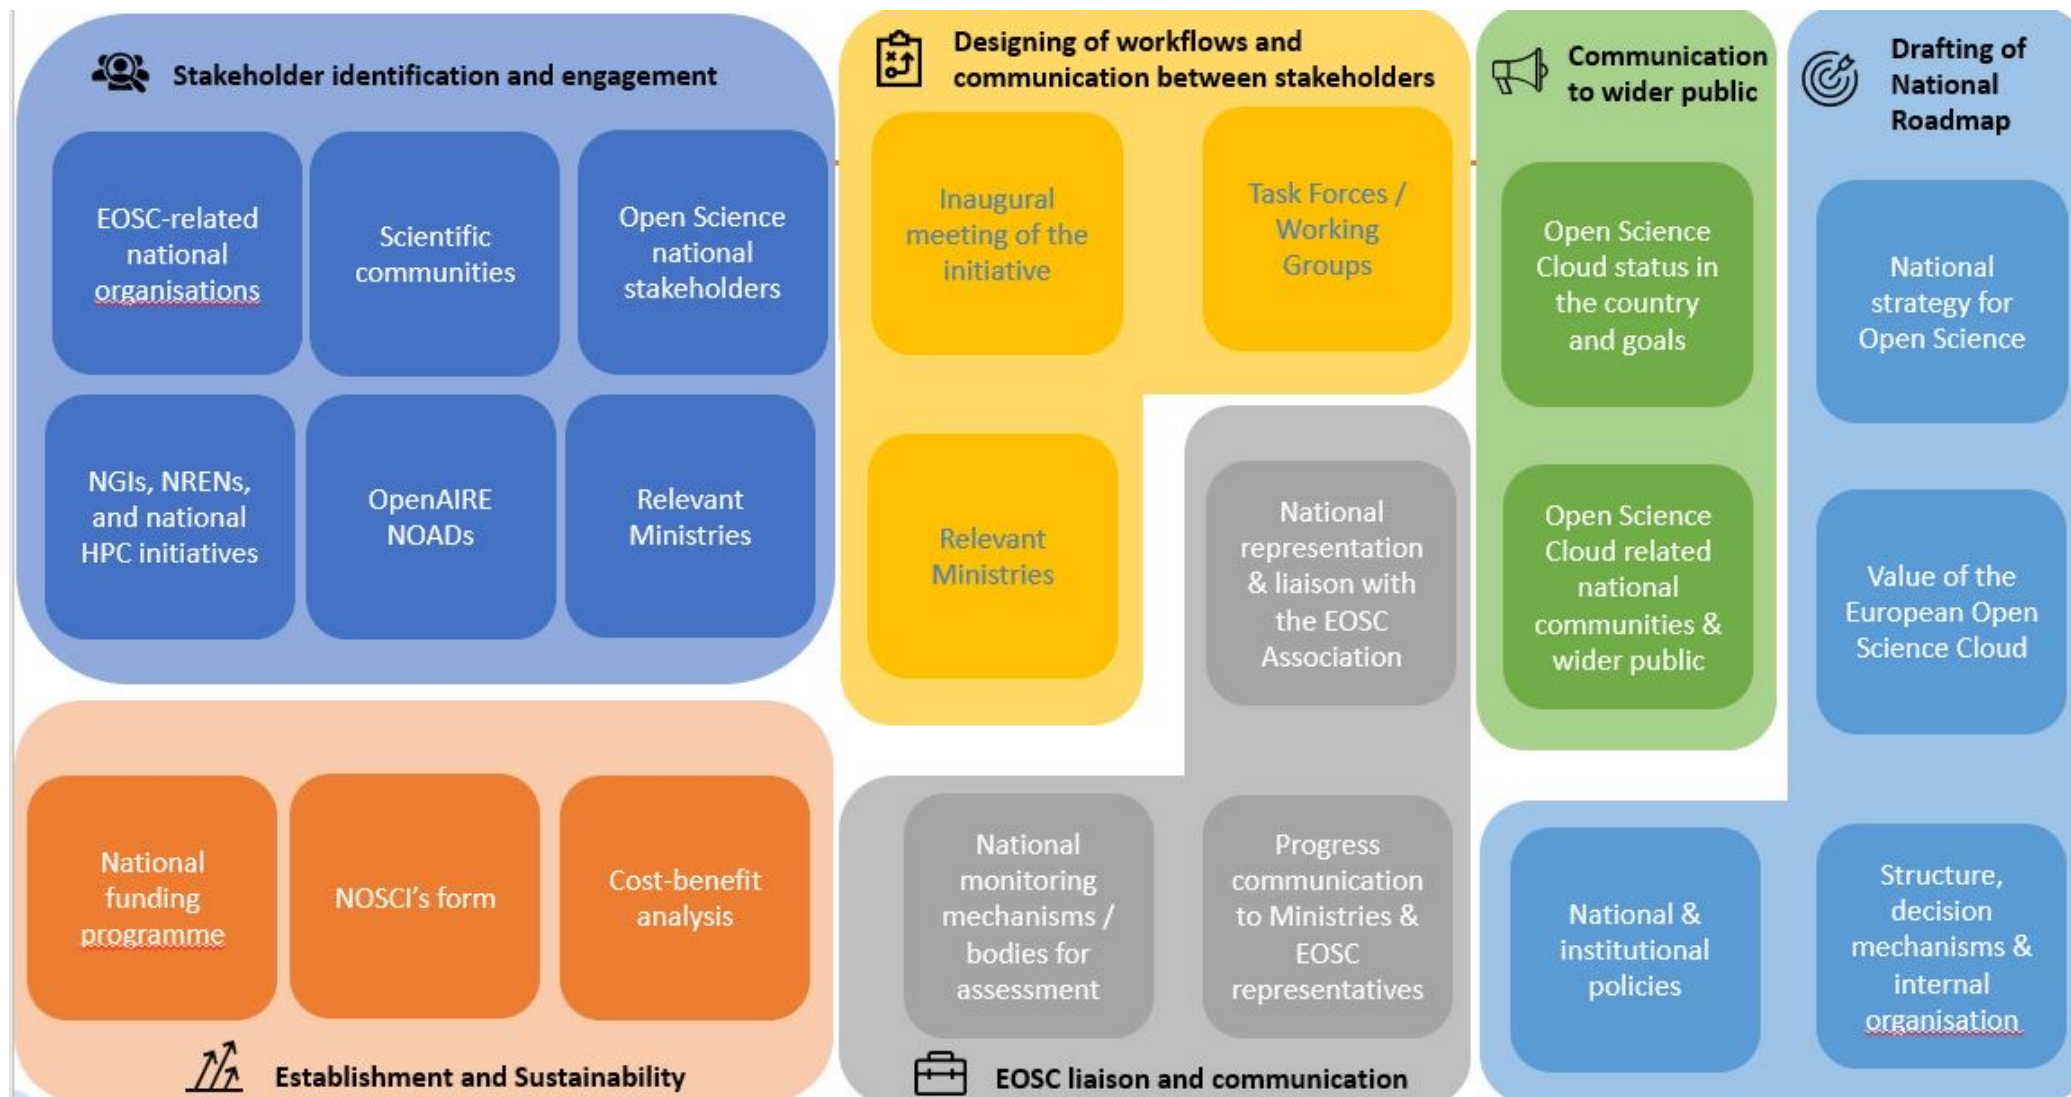 Stakeholder identification and engagement
EOSC-related
national
organisations
Scientific
communities
Open Science
national
stakeholders
NGIs, NRENs,
and national
HPC initiatives
OpenAIRE
NOADs
Relevant
Ministries
Designing of workflows and
communication between stakeholders
Inaugural
meeting of the
initiative
Task Forces /
Working
Groups
Relevant
Ministries
Communication
to wider public
Open Science
Cloud status in
the country
and goals
Open Science
Cloud related
national
communities &
wider public
Drafting of
National
Roadmap
National
strategy for
Open Science
Value of the
European Open
Science Cloud
National &
institutional
policies
Structure,
decision
mechanisms &
internal
organisation
National
funding
programme
NOSCI's form
Cost-benefit
analysis
Establishment and Sustainability
National
representation
& liaison with
the EOSC
Association
National
monitoring
mechanisms /
bodies for
assessment
Progress
communication
to Ministries &
EOSC
representatives
EOSC liaison and communication